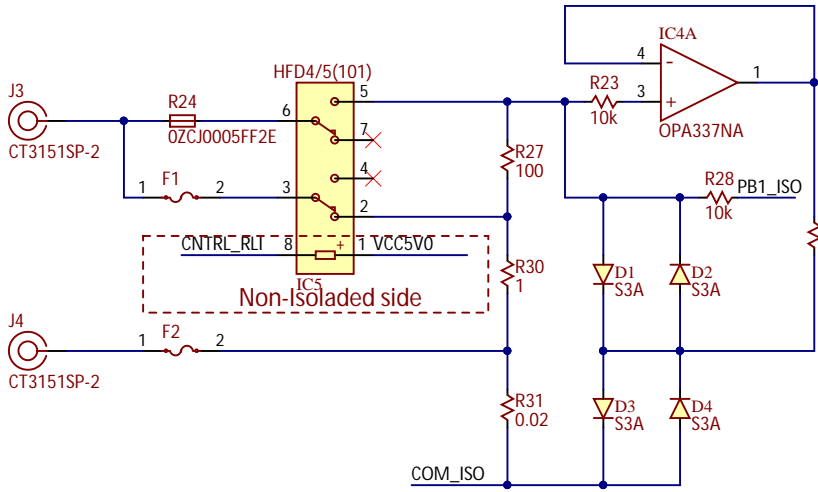 J3
CT3151SP-2
R24
0ZCJ0005FF2E
F1
1 2
HFD4/5(101)
5
6
7
4
3
2
CNTRL_RLT 8 + 1 VCC5V0
IC5
Non-Isoladed side
J4
CT3151SP-2
F2
1 2
R27
100
R30
1
R31
0.02
COM_ISO
IC4A
4 -
3 +
1
OPA337NA
R23
10k
R28
10k
PB1_ISO
D1
S3A
D2
S3A
D3
S3A
D4
S3A